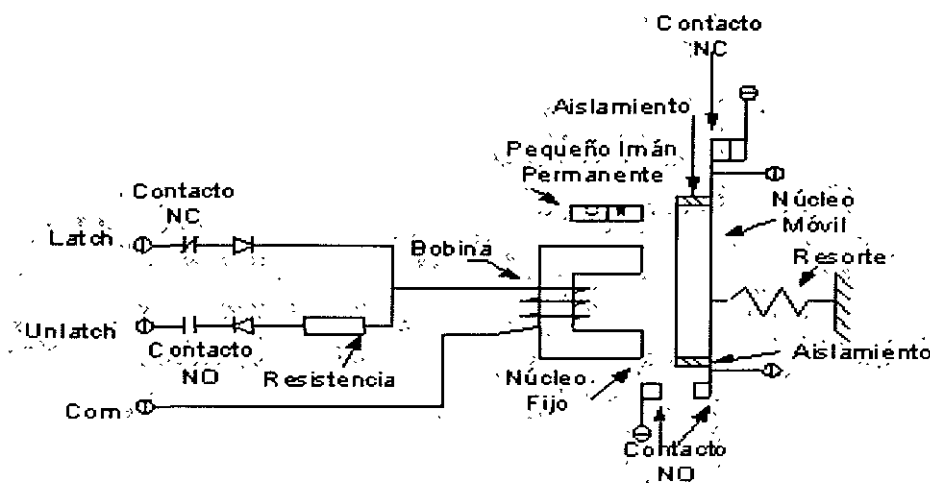 Contacto
NC
Aislamiento
Pequeño Imán
Permanente
Contacto
NC
Núcleo
Móvil
Latch
Bobina
Resorte
Unlatch
Contacto
NO
Resistencia
Núcleo
Fijo
Aislamiento
Com
Contacto
NO